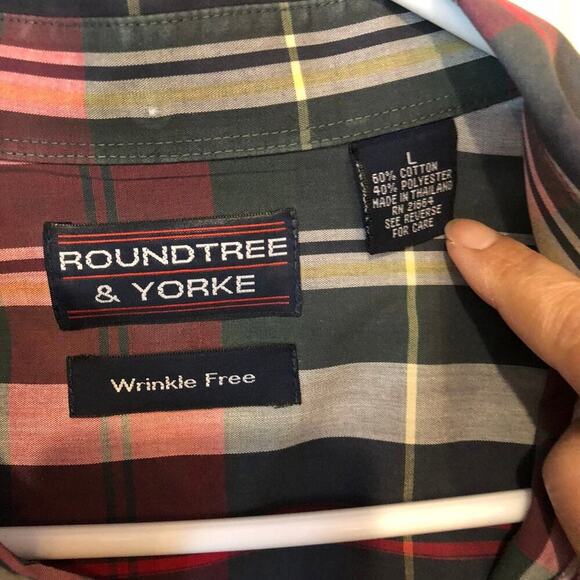 ROUNDTREE
& YORKE
Wrinkle Free
L
60% COTTON
40% POLYESTER
MADE IN THAILAND
RN 21664
SEE REVERSE
FOR CARE